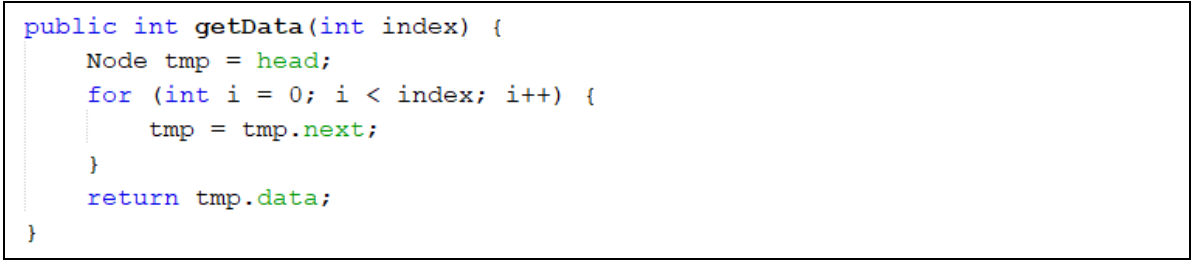 public int getData(int index) {
    Node tmp = head;
    for (int i = 0; i < index; i++) {
        tmp = tmp.next;
    }
    return tmp.data;
}